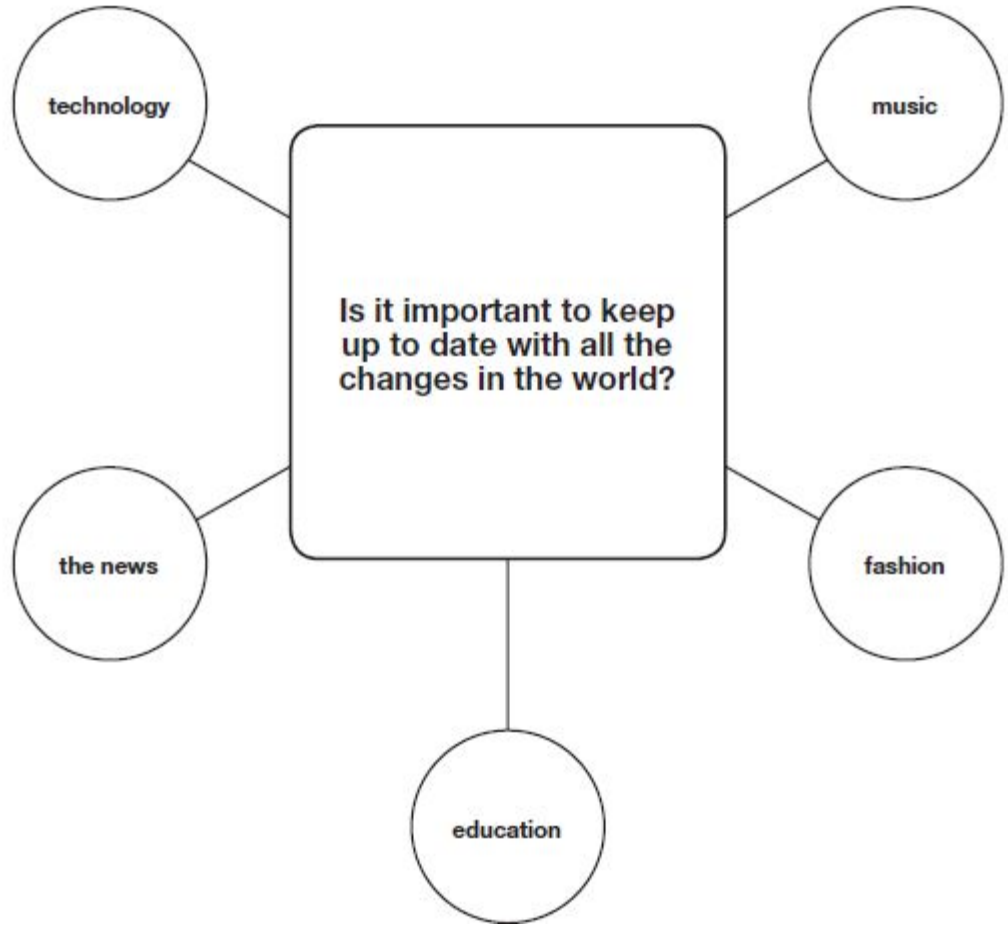 technology
music
Is it important to keep
up to date with all the
changes in the world?
the news
fashion
education